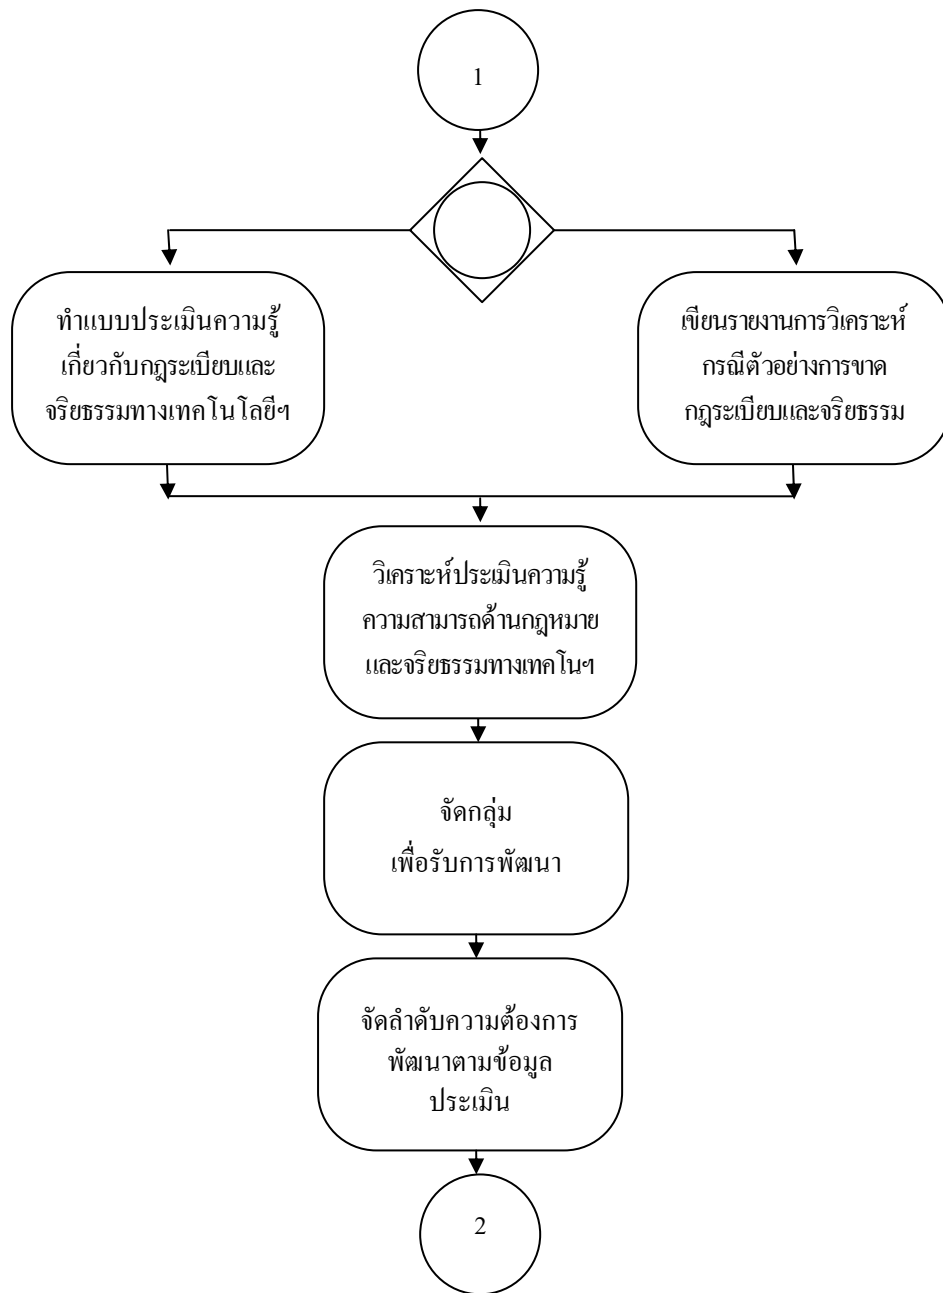 1
ทำแบบประเมินความรู้
เกี่ยวกับกฎระเบียบและ
จริยธรรมทางเทคโนโลยีฯ
เขียนรายงานการวิเคราะห์
กรณีตัวอย่างการขาด
กฎระเบียบและจริยธรรม
วิเคราะห์ประเมินความรู้
ความสามารถด้านกฎหมาย
และจริยธรรมทางเทคโนฯ
จัดกลุ่ม
เพื่อรับการพัฒนา
จัดลำดับความต้องการ
พัฒนาตามข้อมูล
ประเมิน
2